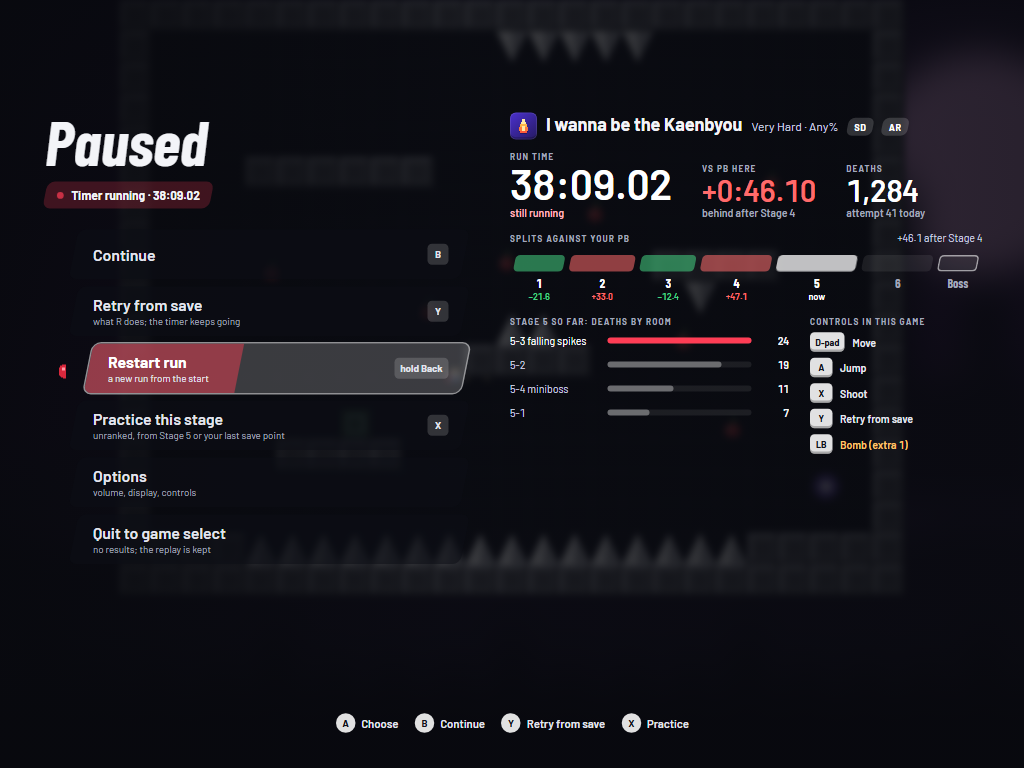 Paused
Timer running · 38:09.02
Continue
B
Retry from save
what R does; the timer keeps going
Y
Restart run
a new run from the start
hold Back
Practice this stage
unranked, from Stage 5 or your last save point
X
Options
volume, display, controls
Quit to game select
no results; the replay is kept
I wanna be the Kaenbyou Very Hard · Any% SD AR
RUN TIME
38:09.02
still running
VS PB HERE
+0:46.10
behind after Stage 4
DEATHS
1,284
attempt 41 today
SPLITS AGAINST YOUR PB
+46.1 after Stage 4
1 2 3 4 5 6 Boss
−21.6 +33.0 −12.4 +47.1 now
STAGE 5 SO FAR: DEATHS BY ROOM
5-3 falling spikes 24
5-2 19
5-4 miniboss 11
5-1 7
CONTROLS IN THIS GAME
D-pad Move
A Jump
X Shoot
Y Retry from save
LB Bomb (extra 1)
A Choose B Continue Y Retry from save X Practice